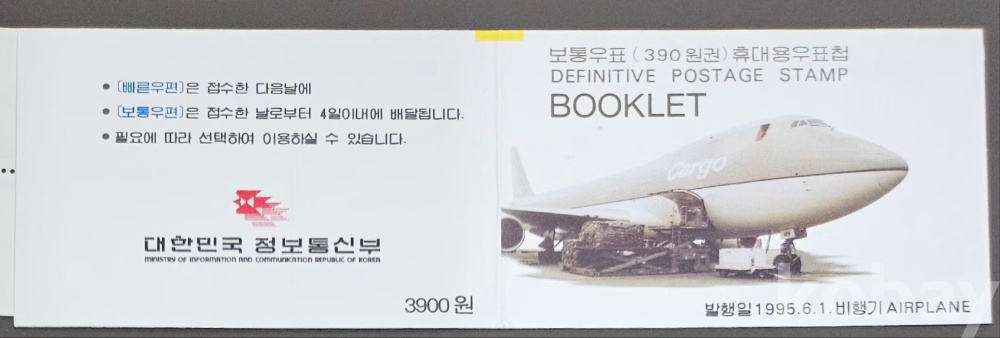 • [빠른우편]은 접수한 다음날에
• [보통우편]은 접수한 날로부터 4일이내에 배달됩니다.
• 필요에 따라 선택하여 이용하실 수 있습니다.
대한민국 정보통신부
MINISTRY OF INFORMATION AND COMMUNICATION REPUBLIC OF KOREA
3900 원
보통우표 (390원권) 휴대용우표첩
DEFINITIVE POSTAGE STAMP
BOOKLET
Cargo
발행일 1995.6.1. 비행기 AIRPLANE
kobay